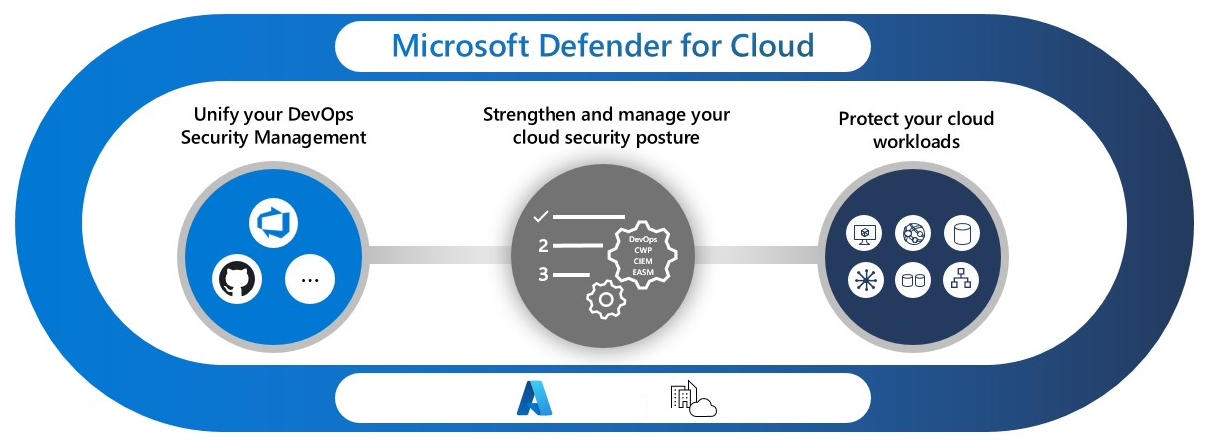 Microsoft Defender for Cloud
Unify your DevOps
Security Management
Strengthen and manage your
cloud security posture
Protect your cloud
workloads
2
3
DevOps
CWP
CIEM
EASM
...